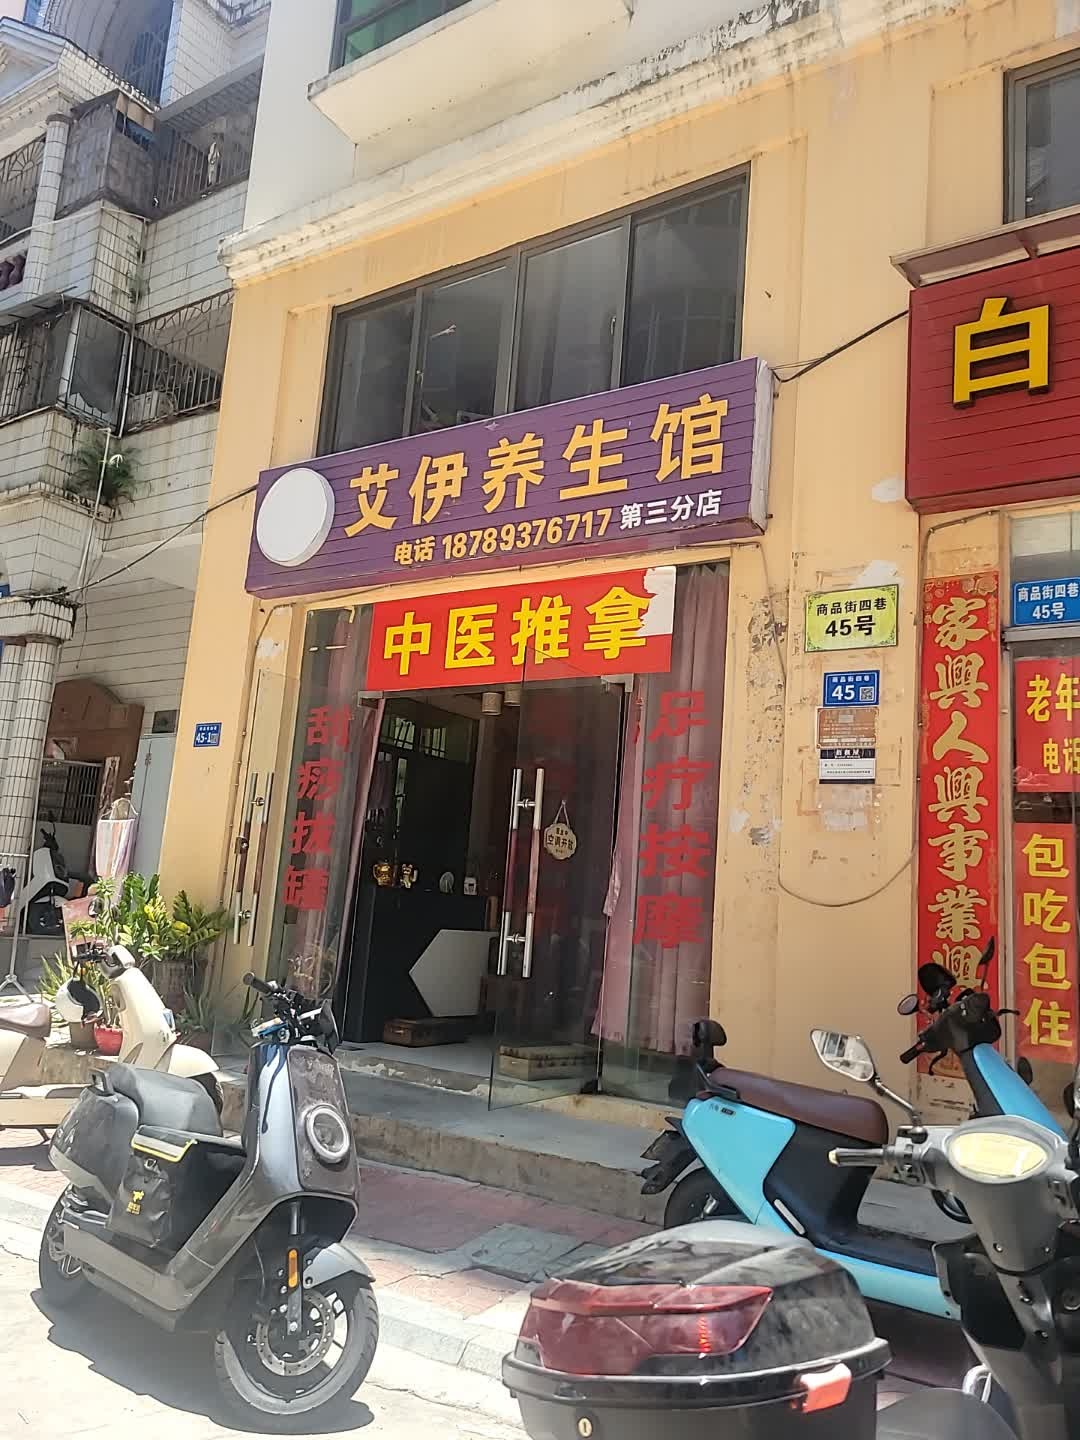 艾伊养生馆
电话 18789376717 第三分店
中医推拿
刮痧拔罐
足疗按摩
空调开放
商品街四巷
45号
商品街四巷
45
45-1
白
家興人興事業興
商品街四巷
45号
老年
电话
包吃包住